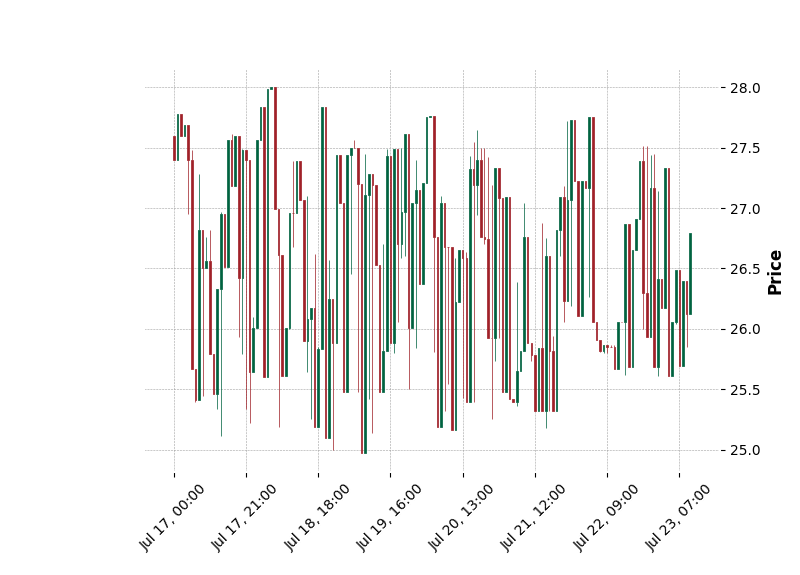 28.0
27.5
27.0
26.5
26.0
25.5
25.0
Price
Jul 17, 00:00
Jul 17, 21:00
Jul 18, 18:00
Jul 19, 16:00
Jul 20, 13:00
Jul 21, 12:00
Jul 22, 09:00
Jul 23, 07:00